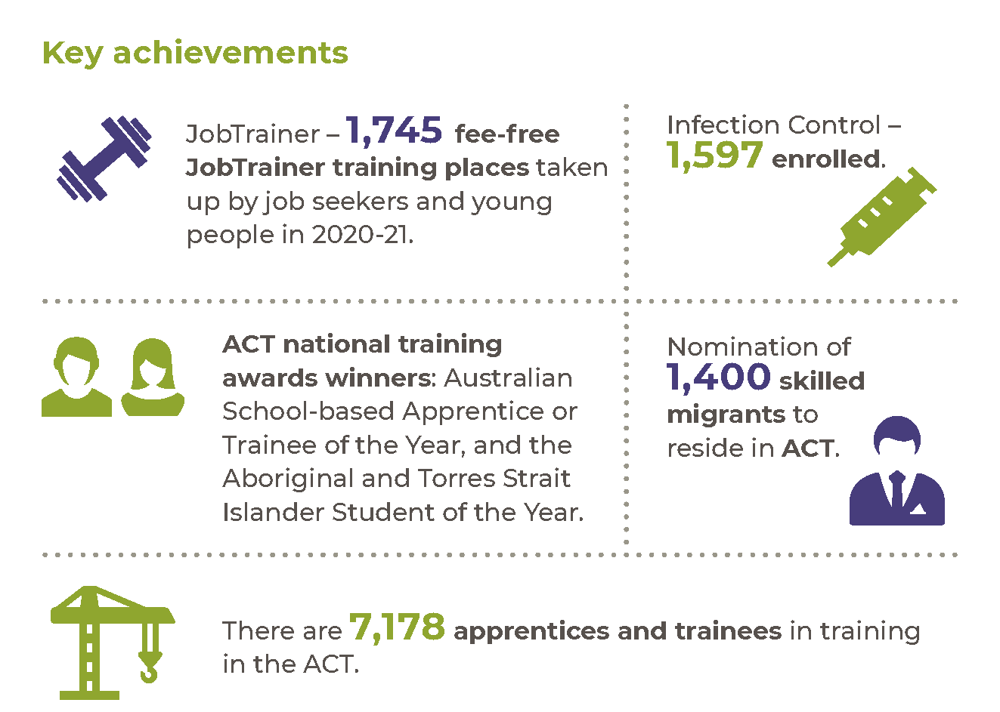 Key achievements
JobTrainer – 1,745 fee-free
JobTrainer training places taken
up by job seekers and young
people in 2020-21.
Infection Control –
1,597 enrolled.
ACT national training
awards winners: Australian
School-based Apprentice or
Trainee of the Year, and the
Aboriginal and Torres Strait
Islander Student of the Year.
Nomination of
1,400 skilled
migrants to
reside in ACT.
There are 7,178 apprentices and trainees in training
in the ACT.